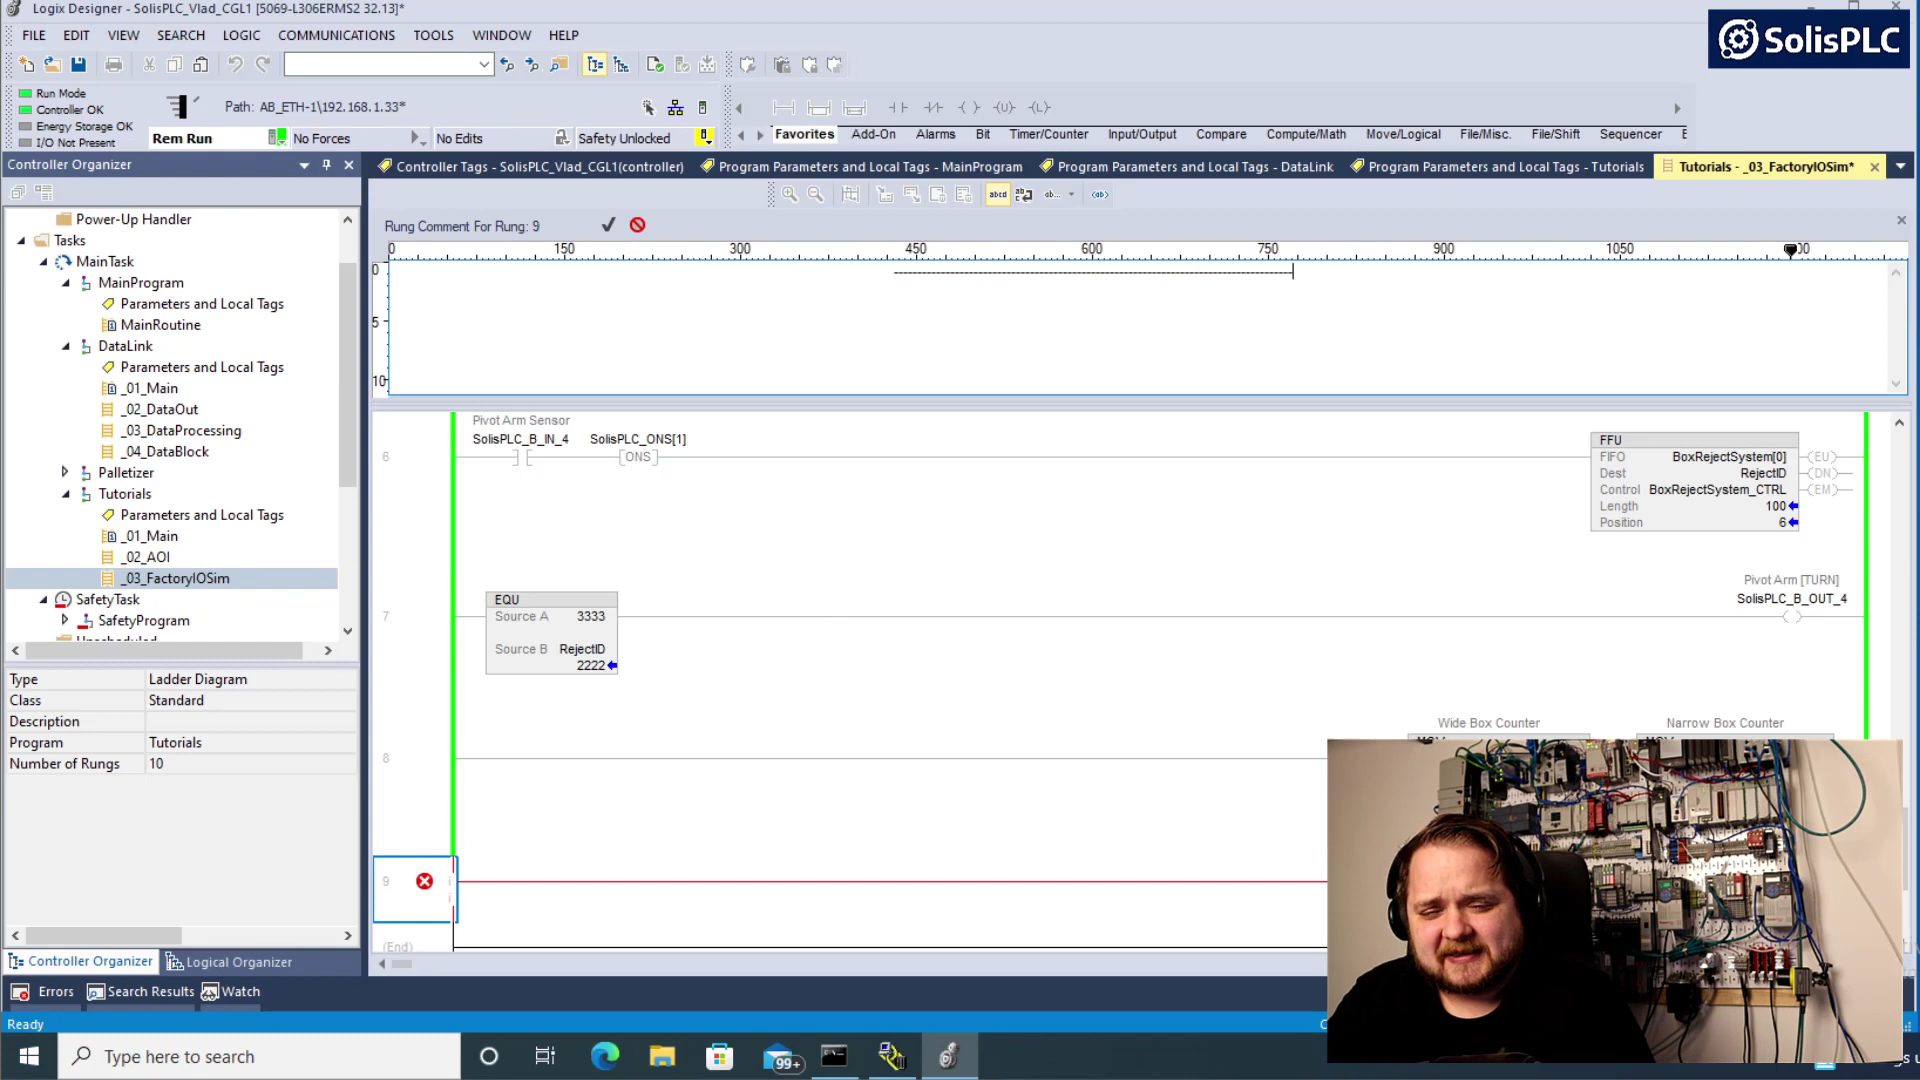 Logix Designer - SolisPLC_Vlad_CGL1 [5069-L306ERMS2 32.13]*
SolisPLC
FILE EDIT VIEW SEARCH LOGIC COMMUNICATIONS TOOLS WINDOW HELP
Run Mode
Controller OK
Energy Storage OK
I/O Not Present
Path: AB_ETH-1\192.168.1.33*
Rem Run No Forces No Edits Safety Unlocked
Favorites Add-On Alarms Bit Timer/Counter Input/Output Compare Compute/Math Move/Logical File/Misc. File/Shift Sequencer E
Controller Organizer
Controller Tags - SolisPLC_Vlad_CGL1(controller) Program Parameters and Local Tags - MainProgram Program Parameters and Local Tags - DataLink Program Parameters and Local Tags - Tutorials Tutorials - _03_FactoryIOSim*
Rung Comment For Rung: 9
0 150 300 450 600 750 900 1050
0
5
10
Power-Up Handler
Tasks
MainTask
MainProgram
Parameters and Local Tags
MainRoutine
DataLink
Parameters and Local Tags
_01_Main
_02_DataOut
_03_DataProcessing
_04_DataBlock
Palletizer
Tutorials
Parameters and Local Tags
_01_Main
_02_AOI
_03_FactoryIOSim
SafetyTask
SafetyProgram
Type Ladder Diagram
Class Standard
Description
Program Tutorials
Number of Rungs 10
Controller Organizer Logical Organizer
Pivot Arm Sensor
SolisPLC_B_IN_4 SolisPLC_ONS[1]
6
ONS
FFU
FIFO BoxRejectSystem[0]
Dest RejectID
Control BoxRejectSystem_CTRL
Length 100
Position 6
EU
DN
EM
7
EQU
Source A 3333
Source B RejectID
2222
Pivot Arm [TURN]
SolisPLC_B_OUT_4
Wide Box Counter Narrow Box Counter
8
9
(End)
Errors Search Results Watch
Ready
Type here to search
99+